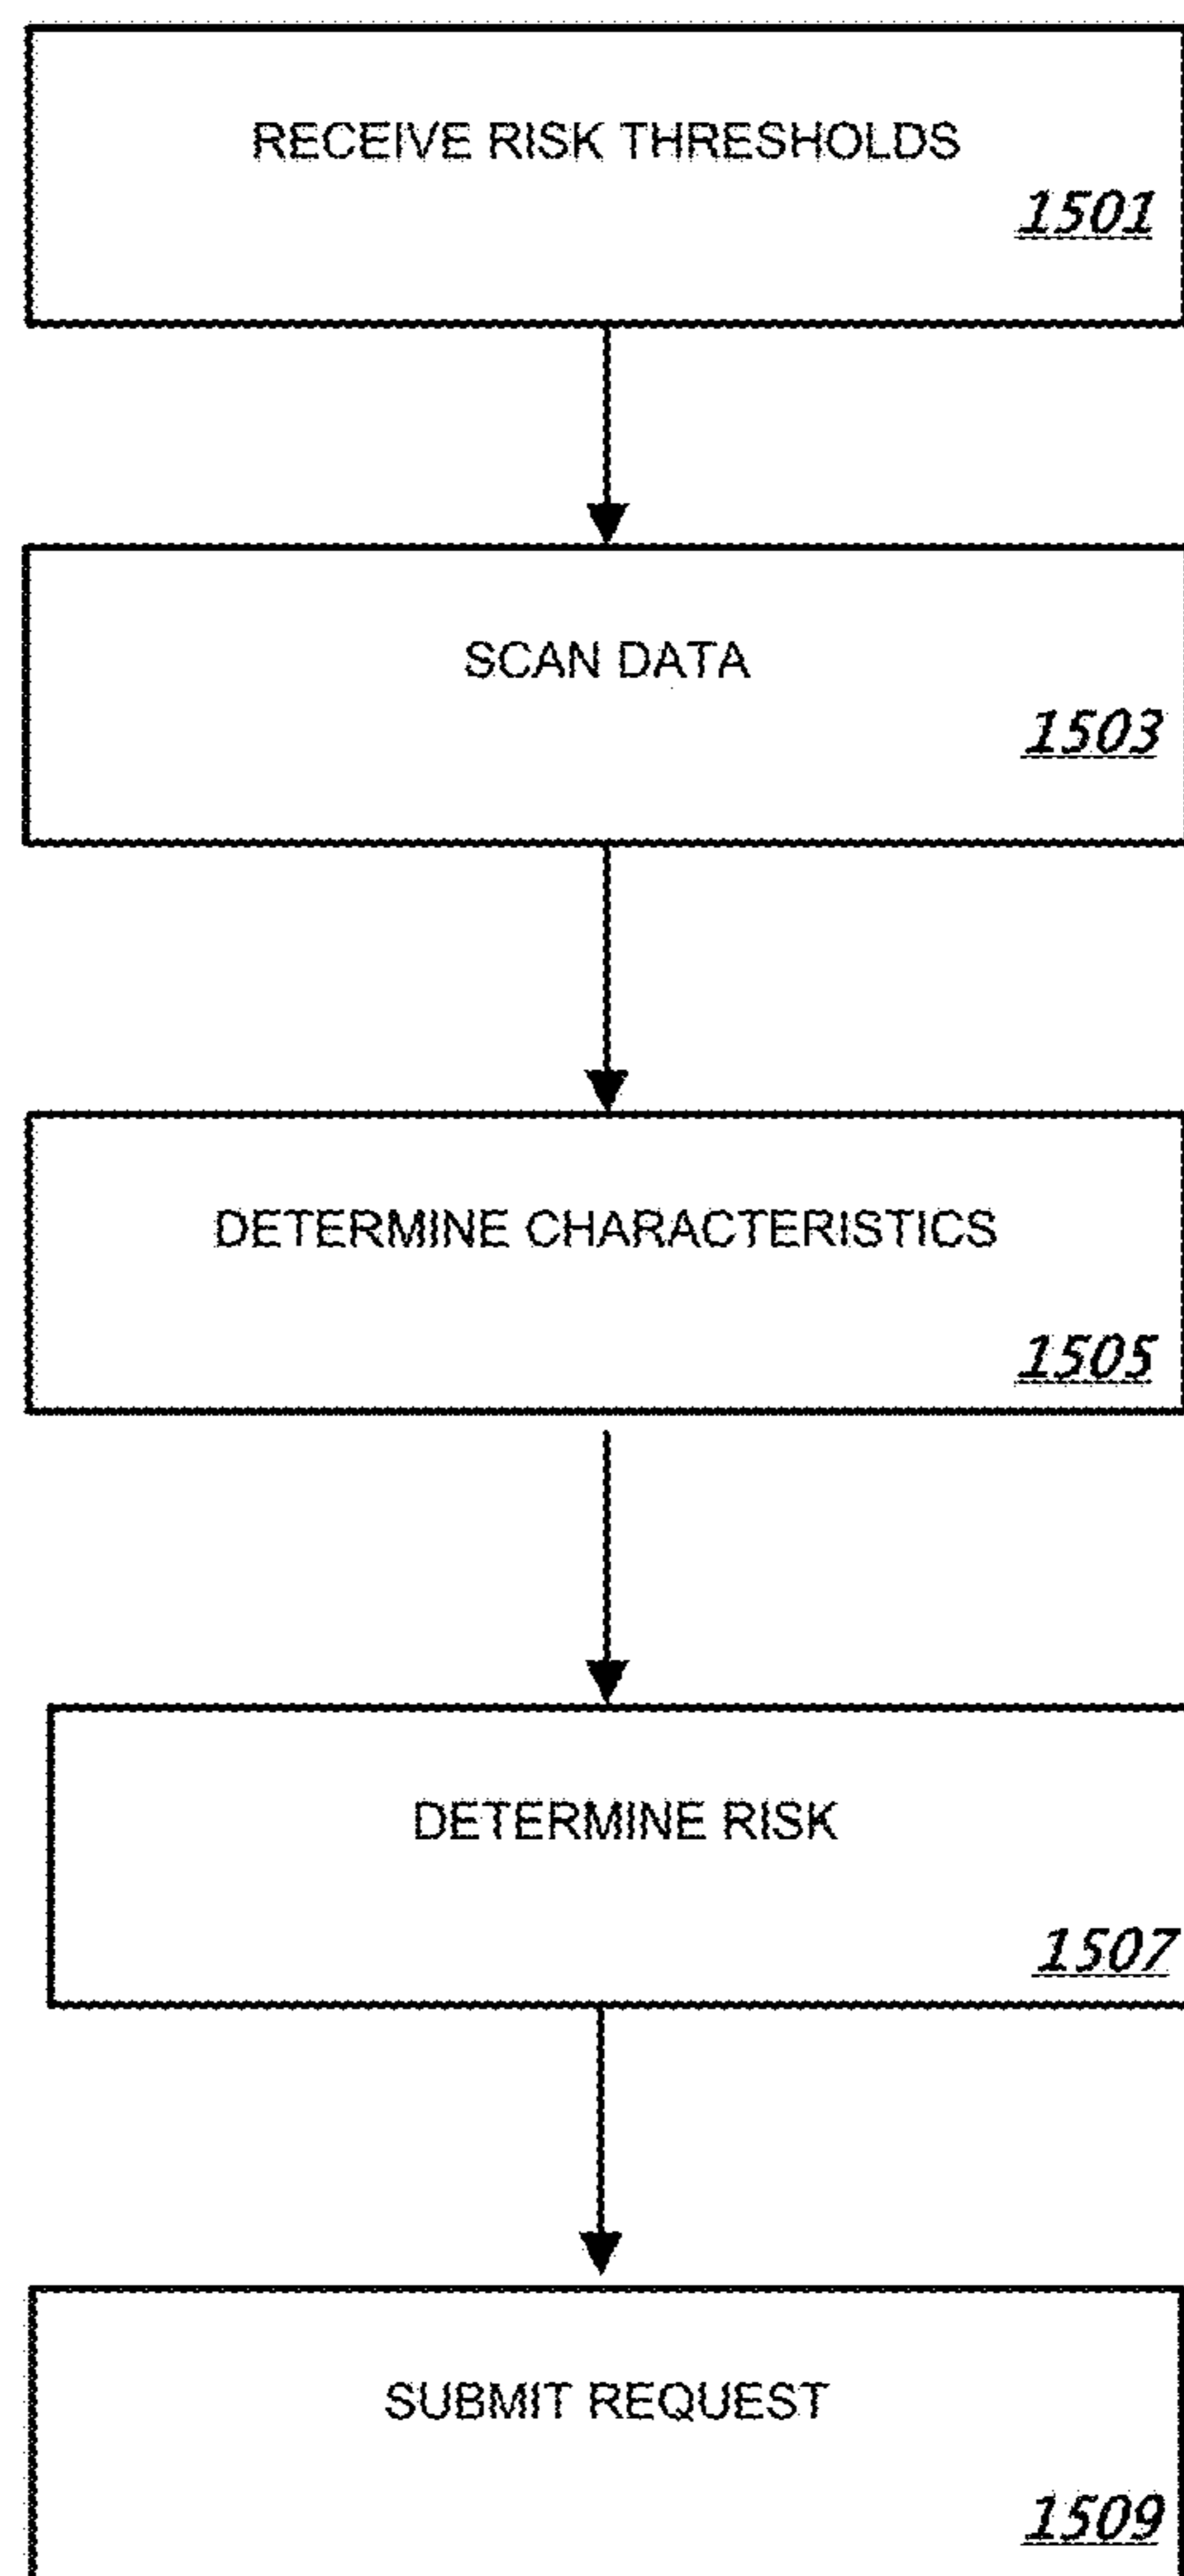 RECEIVE RISK THRESHOLDS
1501
SCAN DATA
1503
DETERMINE CHARACTERISTICS
1505
DETERMINE RISK
1507
SUBMIT REQUEST
1509